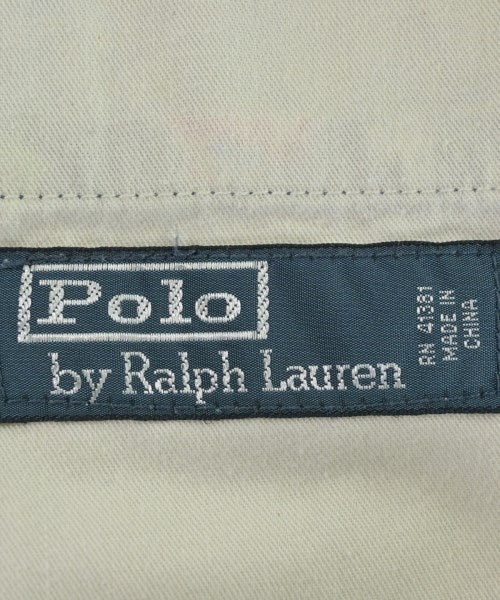 Polo
by Ralph Lauren
RN 41381
MADE IN
CHINA